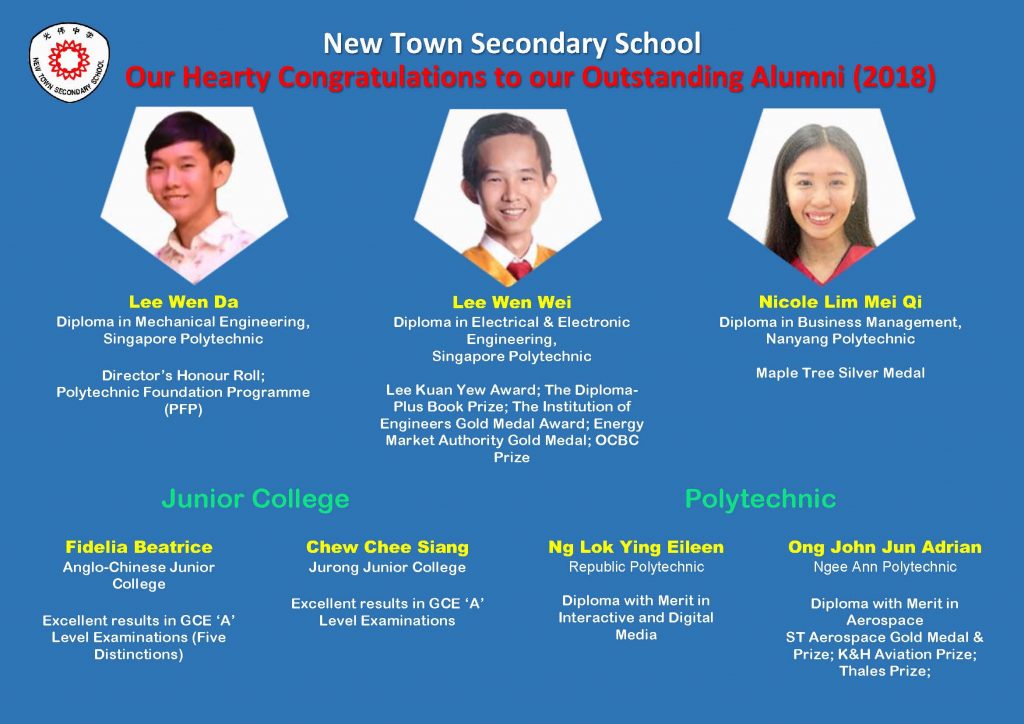 光伟中学
NEW TOWN SECONDARY SCHOOL
New Town Secondary School
Our Hearty Congratulations to our Outstanding Alumni (2018)
Lee Wen Da
Diploma in Mechanical Engineering,
Singapore Polytechnic
Director’s Honour Roll;
Polytechnic Foundation Programme
(PFP)
Lee Wen Wei
Diploma in Electrical & Electronic
Engineering,
Singapore Polytechnic
Lee Kuan Yew Award; The Diploma-
Plus Book Prize; The Institution of
Engineers Gold Medal Award; Energy
Market Authority Gold Medal; OCBC
Prize
Nicole Lim Mei Qi
Diploma in Business Management,
Nanyang Polytechnic
Maple Tree Silver Medal
Junior College
Fidelia Beatrice
Anglo-Chinese Junior
College
Excellent results in GCE ‘A’
Level Examinations (Five
Distinctions)
Chew Chee Siang
Jurong Junior College
Excellent results in GCE ‘A’
Level Examinations
Polytechnic
Ng Lok Ying Eileen
Republic Polytechnic
Diploma with Merit in
Interactive and Digital
Media
Ong John Jun Adrian
Ngee Ann Polytechnic
Diploma with Merit in
Aerospace
ST Aerospace Gold Medal &
Prize; K&H Aviation Prize;
Thales Prize;